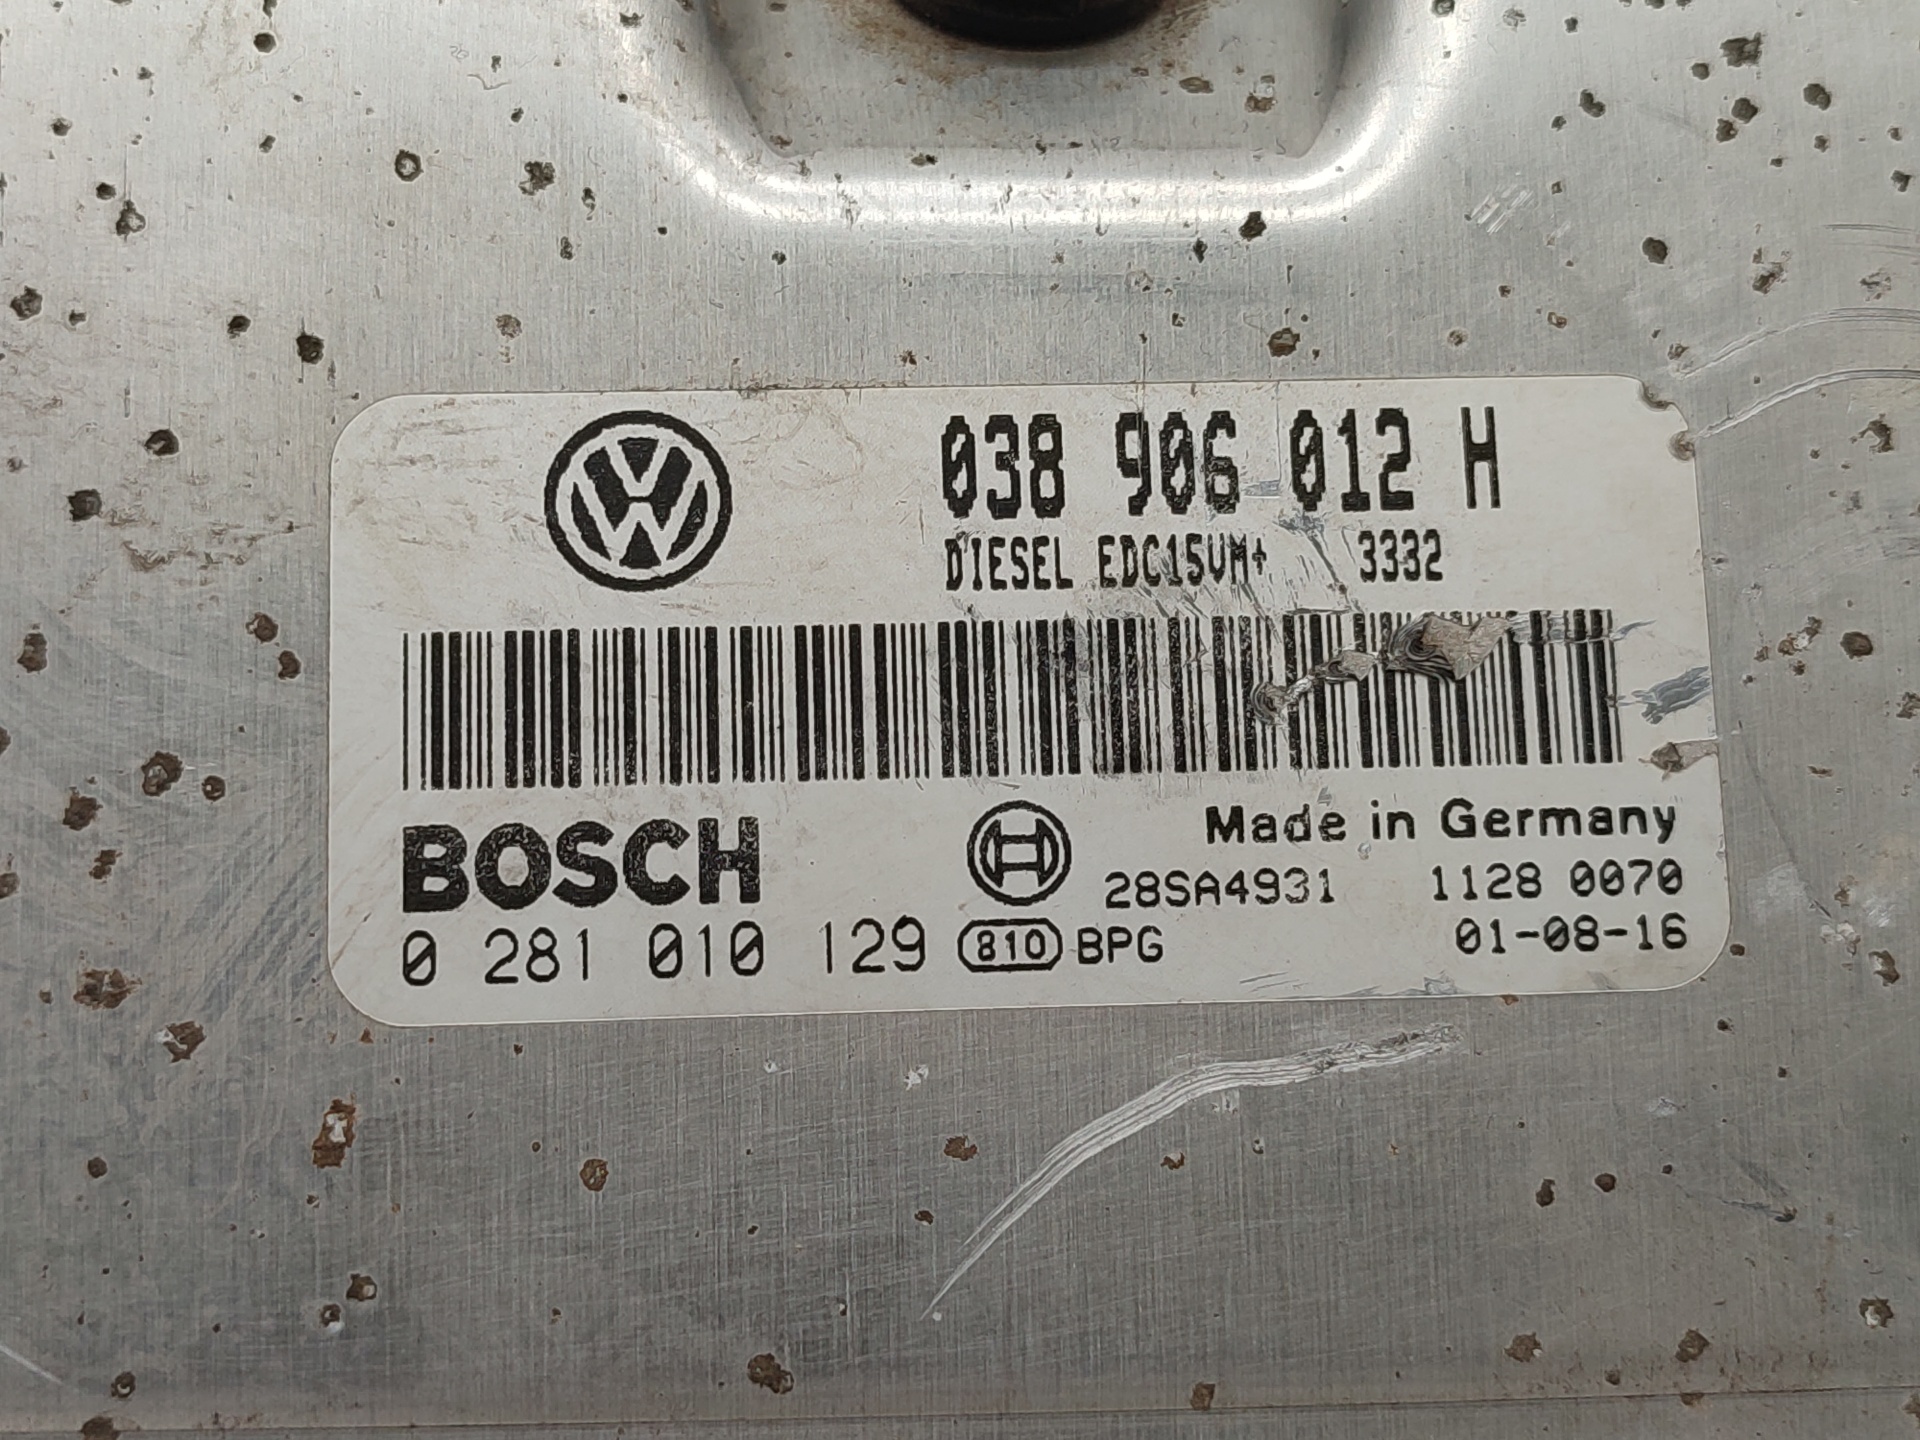 038 906 012 H
DIESEL EDC15VM+ 3332
BOSCH
Made in Germany
28SA4931 1128 0070
0 281 010 129 810 BPG 01-08-16